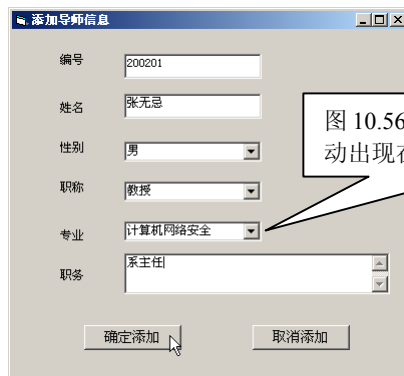 添加导师信息
编号 200201
姓名 张无忌
图 10.56
性别 男
动出现在
职称 教授
专业 计算机网络安全
职务 系主任
确定添加 取消添加